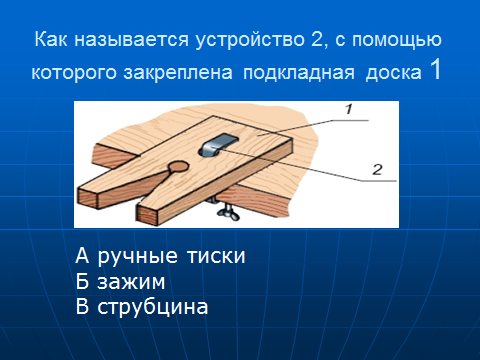 Как называется устройство 2, с помощью
которого закреплена подкладная доска 1
1
2
А ручные тиски
Б зажим
В струбцина